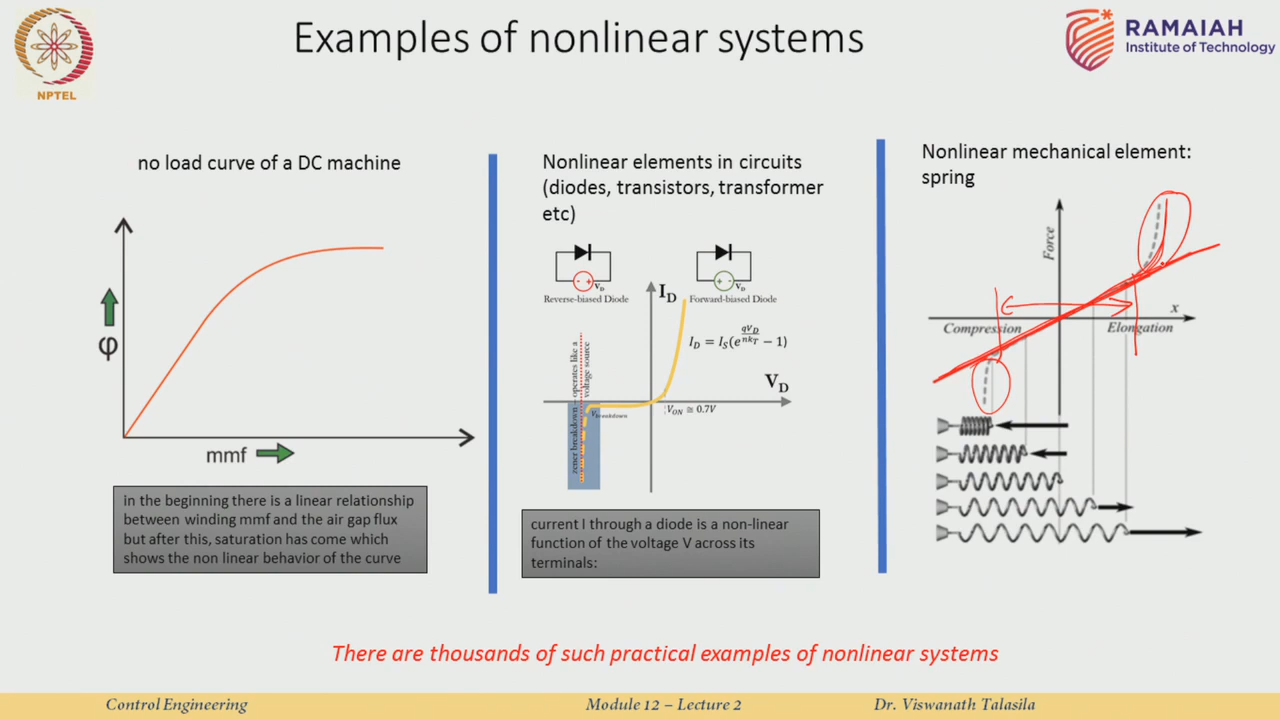 NPTEL
Examples of nonlinear systems
RAMAIAH
Institute of Technology
no load curve of a DC machine
φ
mmf
in the beginning there is a linear relationship
between winding mmf and the air gap flux
but after this, saturation has come which
shows the non linear behavior of the curve
Nonlinear elements in circuits
(diodes, transistors, transformer
etc)
V_D
Reverse-biased Diode
V_D
Forward-biased Diode
I_D
I_D = I_S(e^{qV_D/nk_T} − 1)
V_D
V_ON ≅ 0.7V
V_breakdown
zener breakdown – operates like a
voltage source
current I through a diode is a non-linear
function of the voltage V across its
terminals:
Nonlinear mechanical element:
spring
Force
x
Compression
Elongation
There are thousands of such practical examples of nonlinear systems
Control Engineering
Module 12 – Lecture 2
Dr. Viswanath Talasila